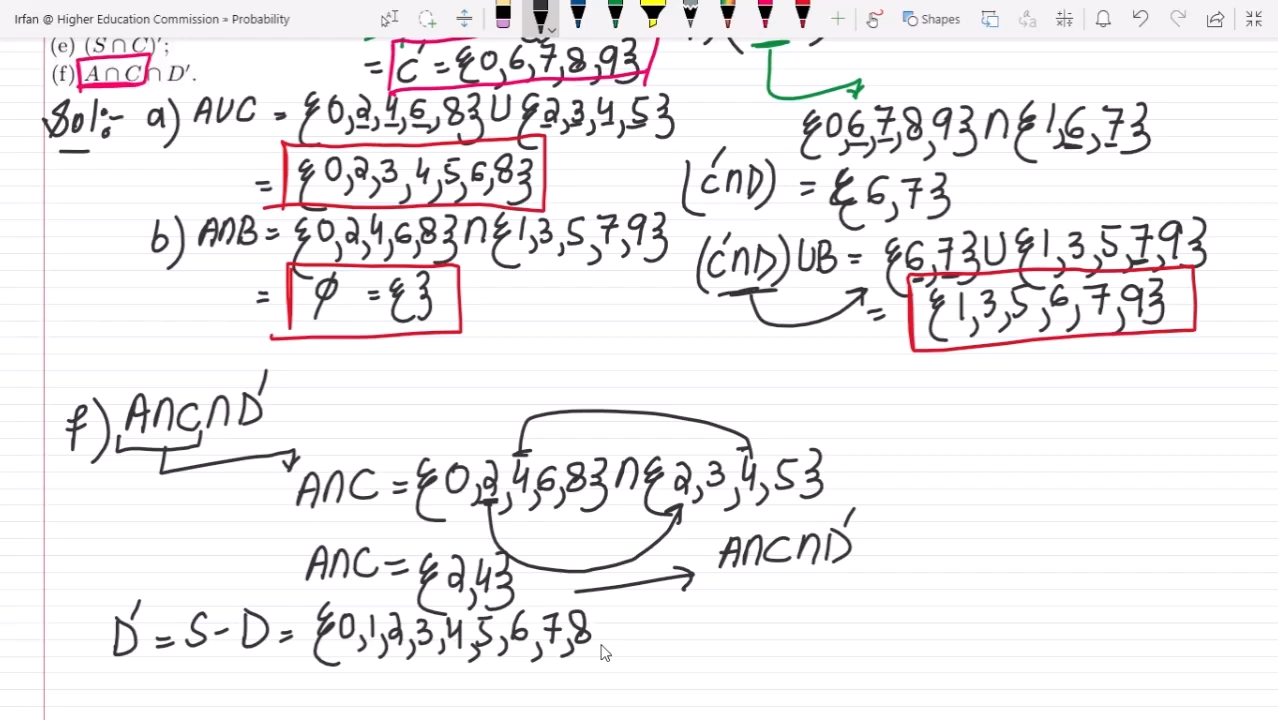 Irfan @ Higher Education Commission » Probability
Shapes
(e) (S ∩ C)′;
(f) A ∩ C ∩ D′.
= C′ = {0,6,7,8,9}
Sol:- a) A∪C = {0,2,4,6,8}∪{2,3,4,5}
= {0,2,3,4,5,6,8}
b) A∩B = {0,2,4,6,8}∩{1,3,5,7,9}
= φ = {}
{0,6,7,8,9}∩{1,6,7}
(C′∩D) = {6,7}
(C′∩D)∪B = {6,7}∪{1,3,5,7,9}
= {1,3,5,6,7,9}
f) A∩C∩D′
A∩C = {0,2,4,6,8}∩{2,3,4,5}
A∩C = {2,4}
A∩C∩D′
D′ = S-D = {0,1,2,3,4,5,6,7,8